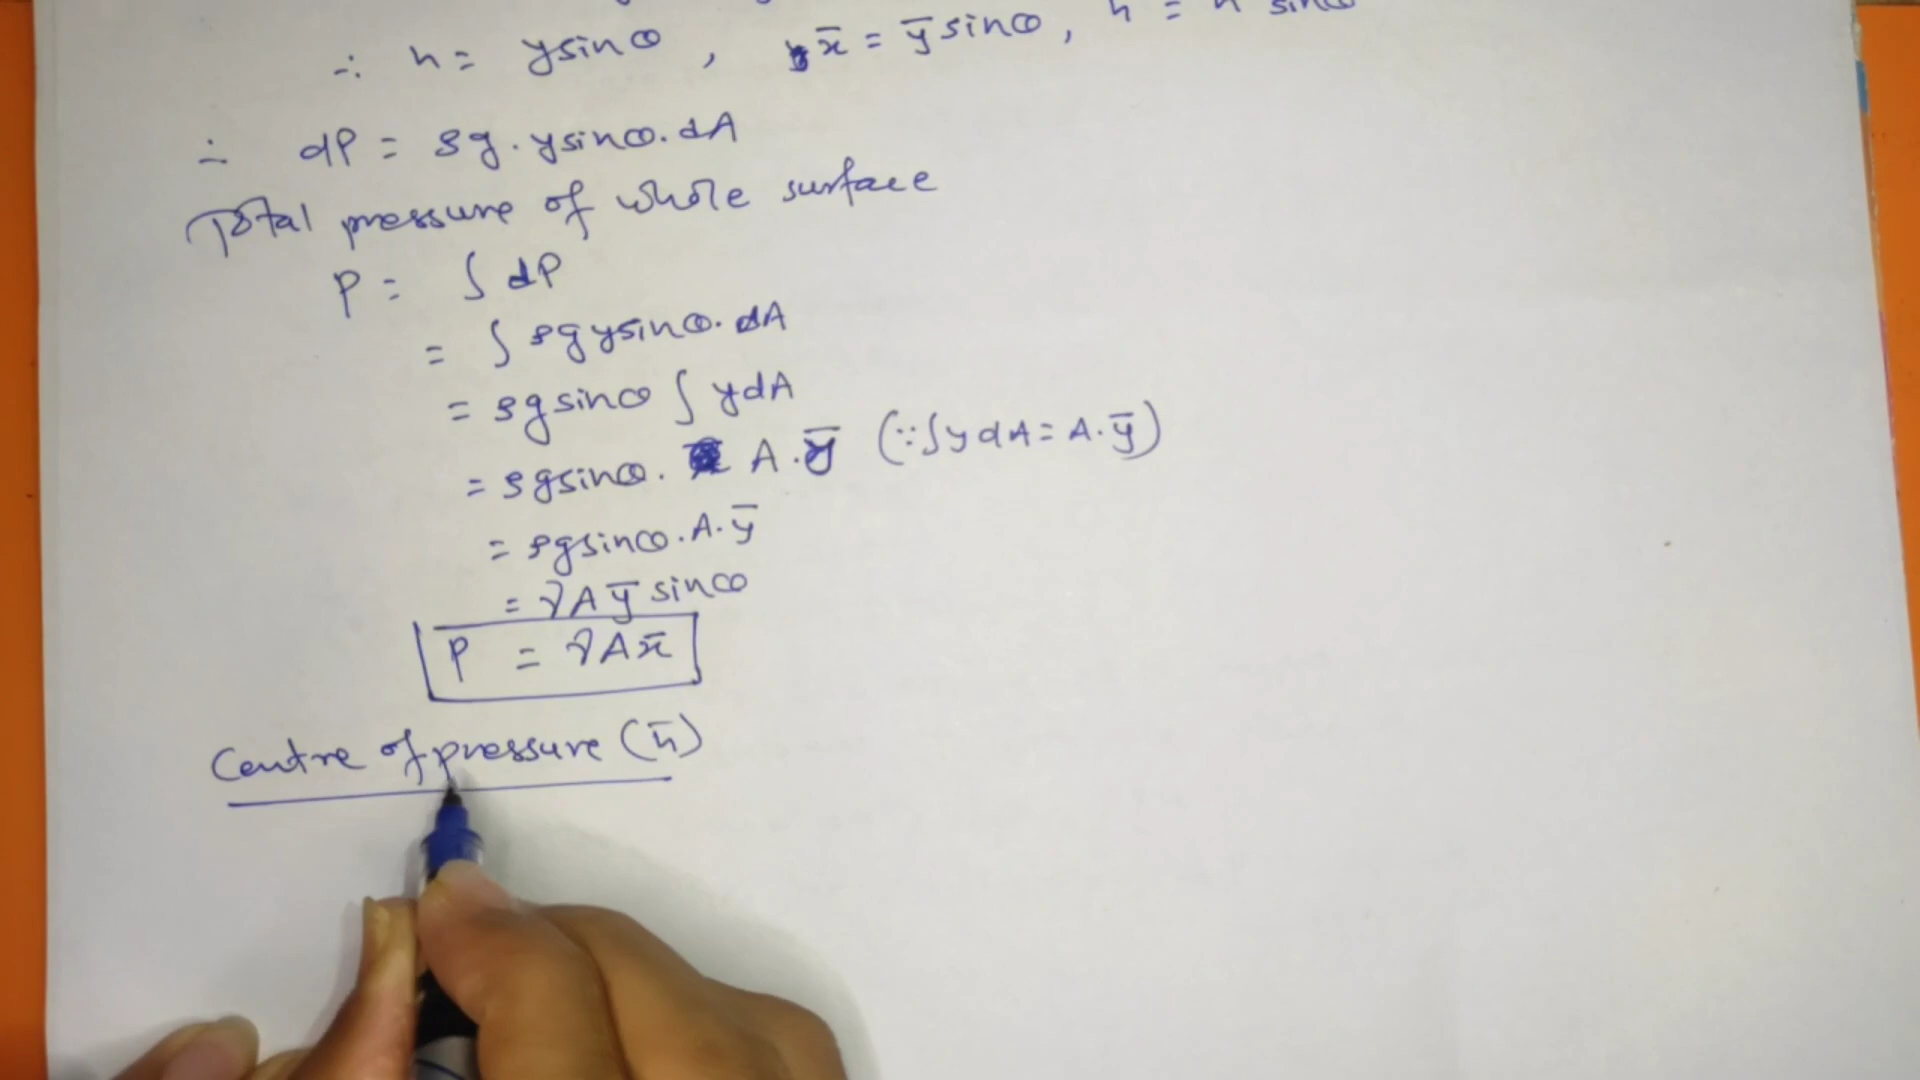 ∴ h = y sinθ , x̄ = ȳ sinθ ,
∴ dP = ρg . y sinθ . dA
Total pressure of whole surface
P = ∫ dP
= ∫ ρg y sinθ . dA
= ρg sinθ ∫ y dA
= ρg sinθ . A . ȳ (∵ ∫ y dA = A . ȳ)
= ρg sinθ . A . ȳ
= γ A ȳ sinθ
P = γ A x̄
Centre of pressure (h̄)